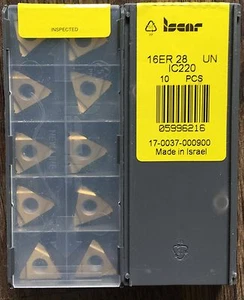 INSPECTED
iscar
16ER 28 UN
IC220
10 PCS
05996216
17-0037-000900
Made in Israel